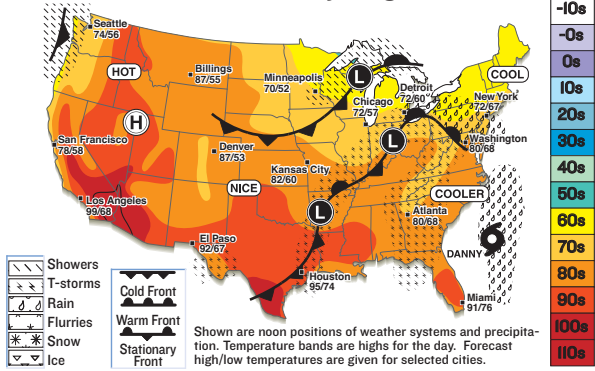 -10s
-0s
0s
10s
20s
30s
40s
50s
60s
70s
80s
90s
100s
110s
Seattle
74/56
HOT
Billings
87/55
Minneapolis
70/52
L
Detroit
72/60
COOL
Chicago
72/57
New York
72/67
H
San Francisco
78/58
Denver
87/53
Kansas City
82/60
L
Washington
80/68
NICE
COOLER
Los Angeles
99/68
L
Atlanta
80/68
El Paso
92/67
DANNY
Houston
95/74
Miami
91/76
Showers
T-storms
Rain
Flurries
Snow
Ice
Cold Front
Warm Front
Stationary
Front
Shown are noon positions of weather systems and precipita-
tion. Temperature bands are highs for the day. Forecast
high/low temperatures are given for selected cities.